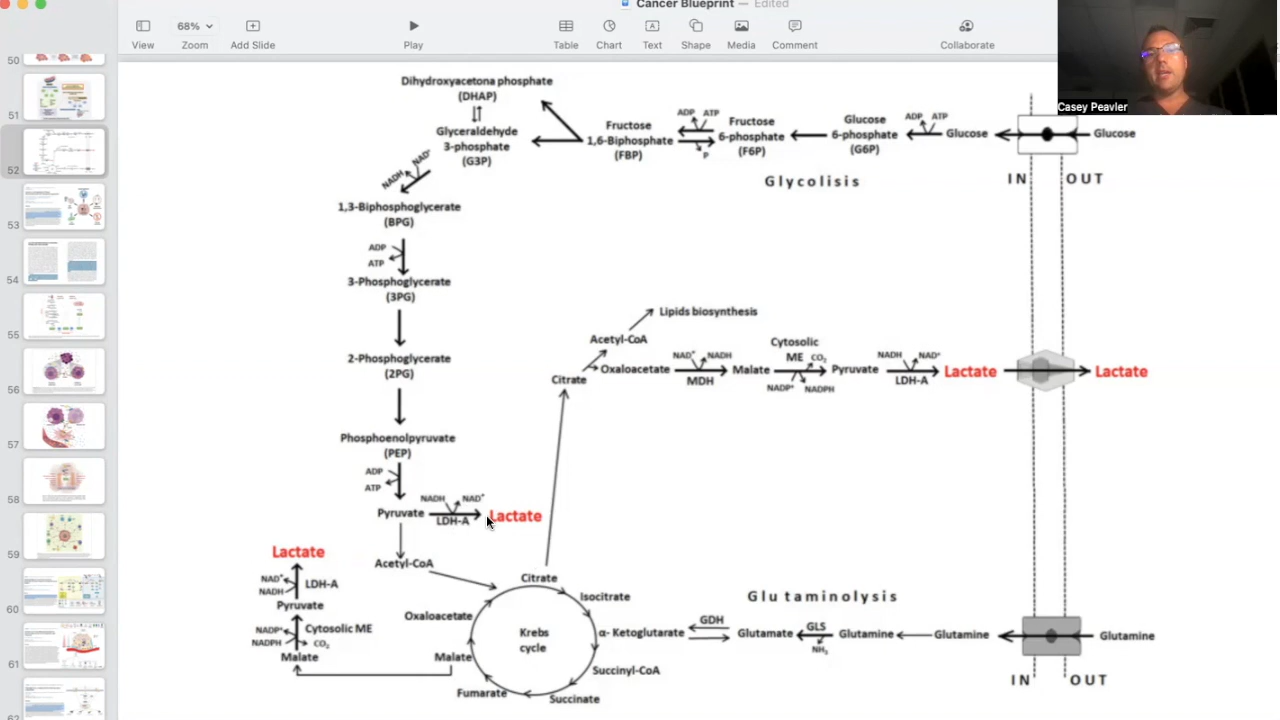 Cancer Blueprint — Edited
68%
View
Zoom
Add Slide
Play
Table
Chart
Text
Shape
Media
Comment
Collaborate
Casey Peavler
50
51
52
53
54
55
56
57
58
59
60
61
62
Dihydroxyacetona phosphate
(DHAP)
Glyceraldehyde
3-phosphate
(G3P)
Fructose
1,6-Biphosphate
(FBP)
ADP ATP
P
Fructose
6-phosphate
(F6P)
Glucose
6-phosphate
(G6P)
ADP ATP
Glucose
Glucose
Glycolisis
IN OUT
NADH NAD⁺
1,3-Biphosphoglycerate
(BPG)
ADP
ATP
3-Phosphoglycerate
(3PG)
2-Phosphoglycerate
(2PG)
Phosphoenolpyruvate
(PEP)
ADP
ATP
Pyruvate
NADH NAD⁺
LDH-A
Lactate
Acetyl-CoA
Lipids biosynthesis
Acetyl-CoA
Citrate
Oxaloacetate
NAD⁺ NADH
MDH
Malate
Cytosolic
ME CO₂
NADP⁺ NADPH
Pyruvate
NADH NAD⁺
LDH-A
Lactate
Lactate
Lactate
NAD⁺
NADH
LDH-A
Pyruvate
NADP⁺
NADPH
Cytosolic ME
CO₂
Malate
Citrate
Isocitrate
Oxaloacetate
Krebs
cycle
α- Ketoglutarate
Malate
Succinyl-CoA
Fumarate
Succinate
Glutaminolysis
GDH
Glutamate
GLS
NH₃
Glutamine
Glutamine
Glutamine
IN OUT